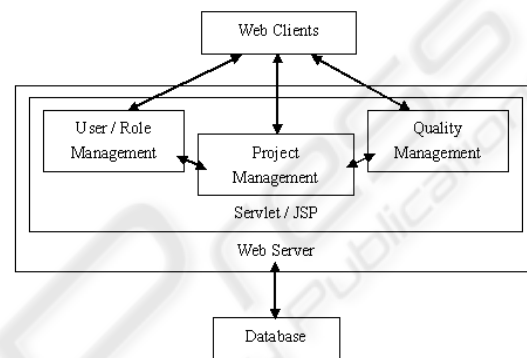 Web Clients
User / Role
Management
Project
Management
Quality
Management
Servlet / JSP
Web Server
Database